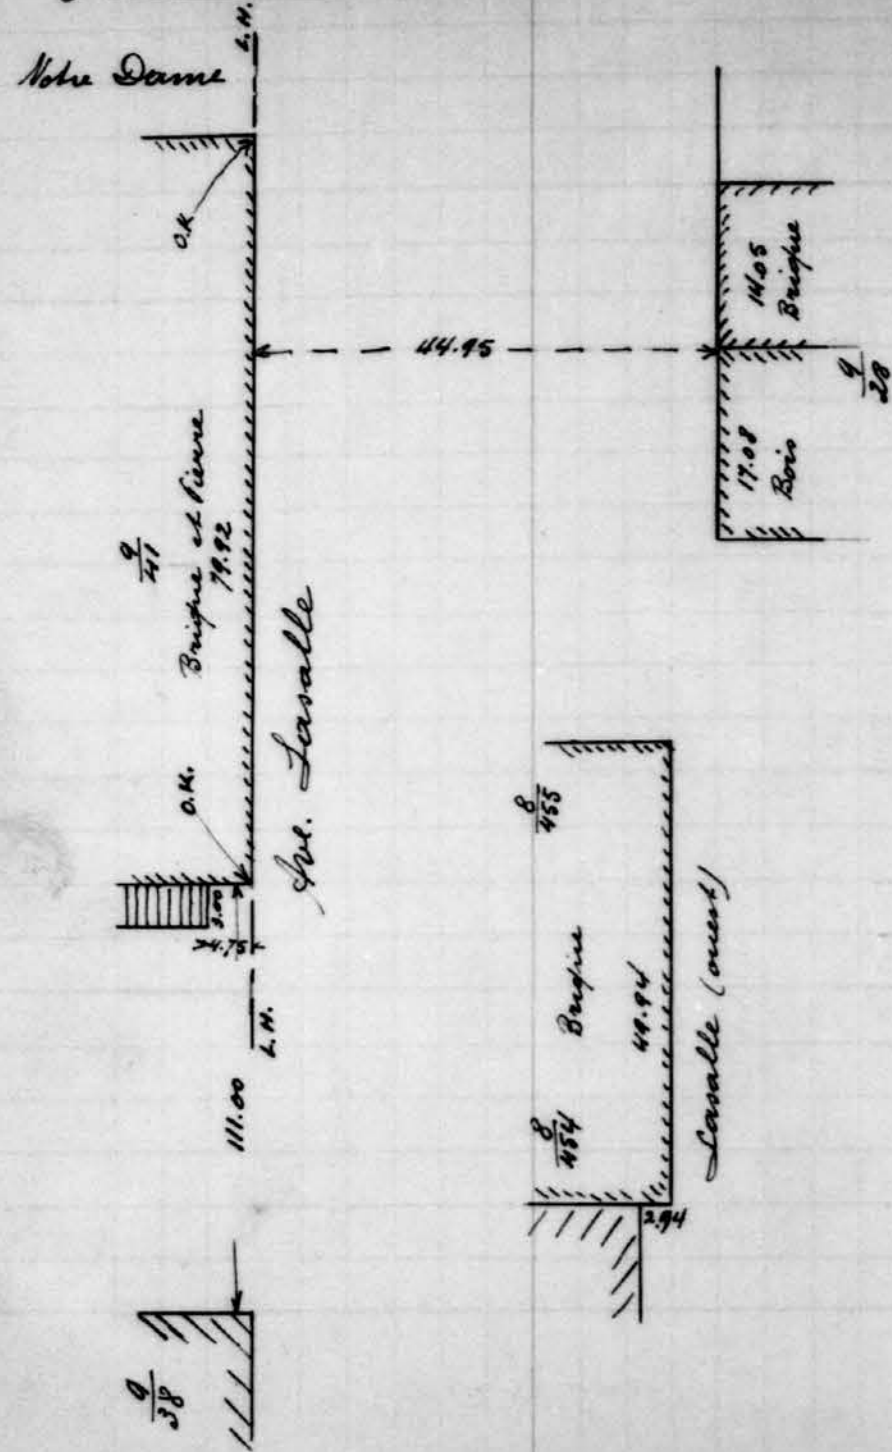 Notre Dame
L.H.
O.K.
44.95
14.05
Brique
17.08
Bois
9
28
9
41
Brique et Pierre
79.92
O.K.
Ave. Lasalle
3.00
4.75
L.H.
111.00
9
38
8
455
Brique
49.94
8
454
Lasalle (ouest)
2.94